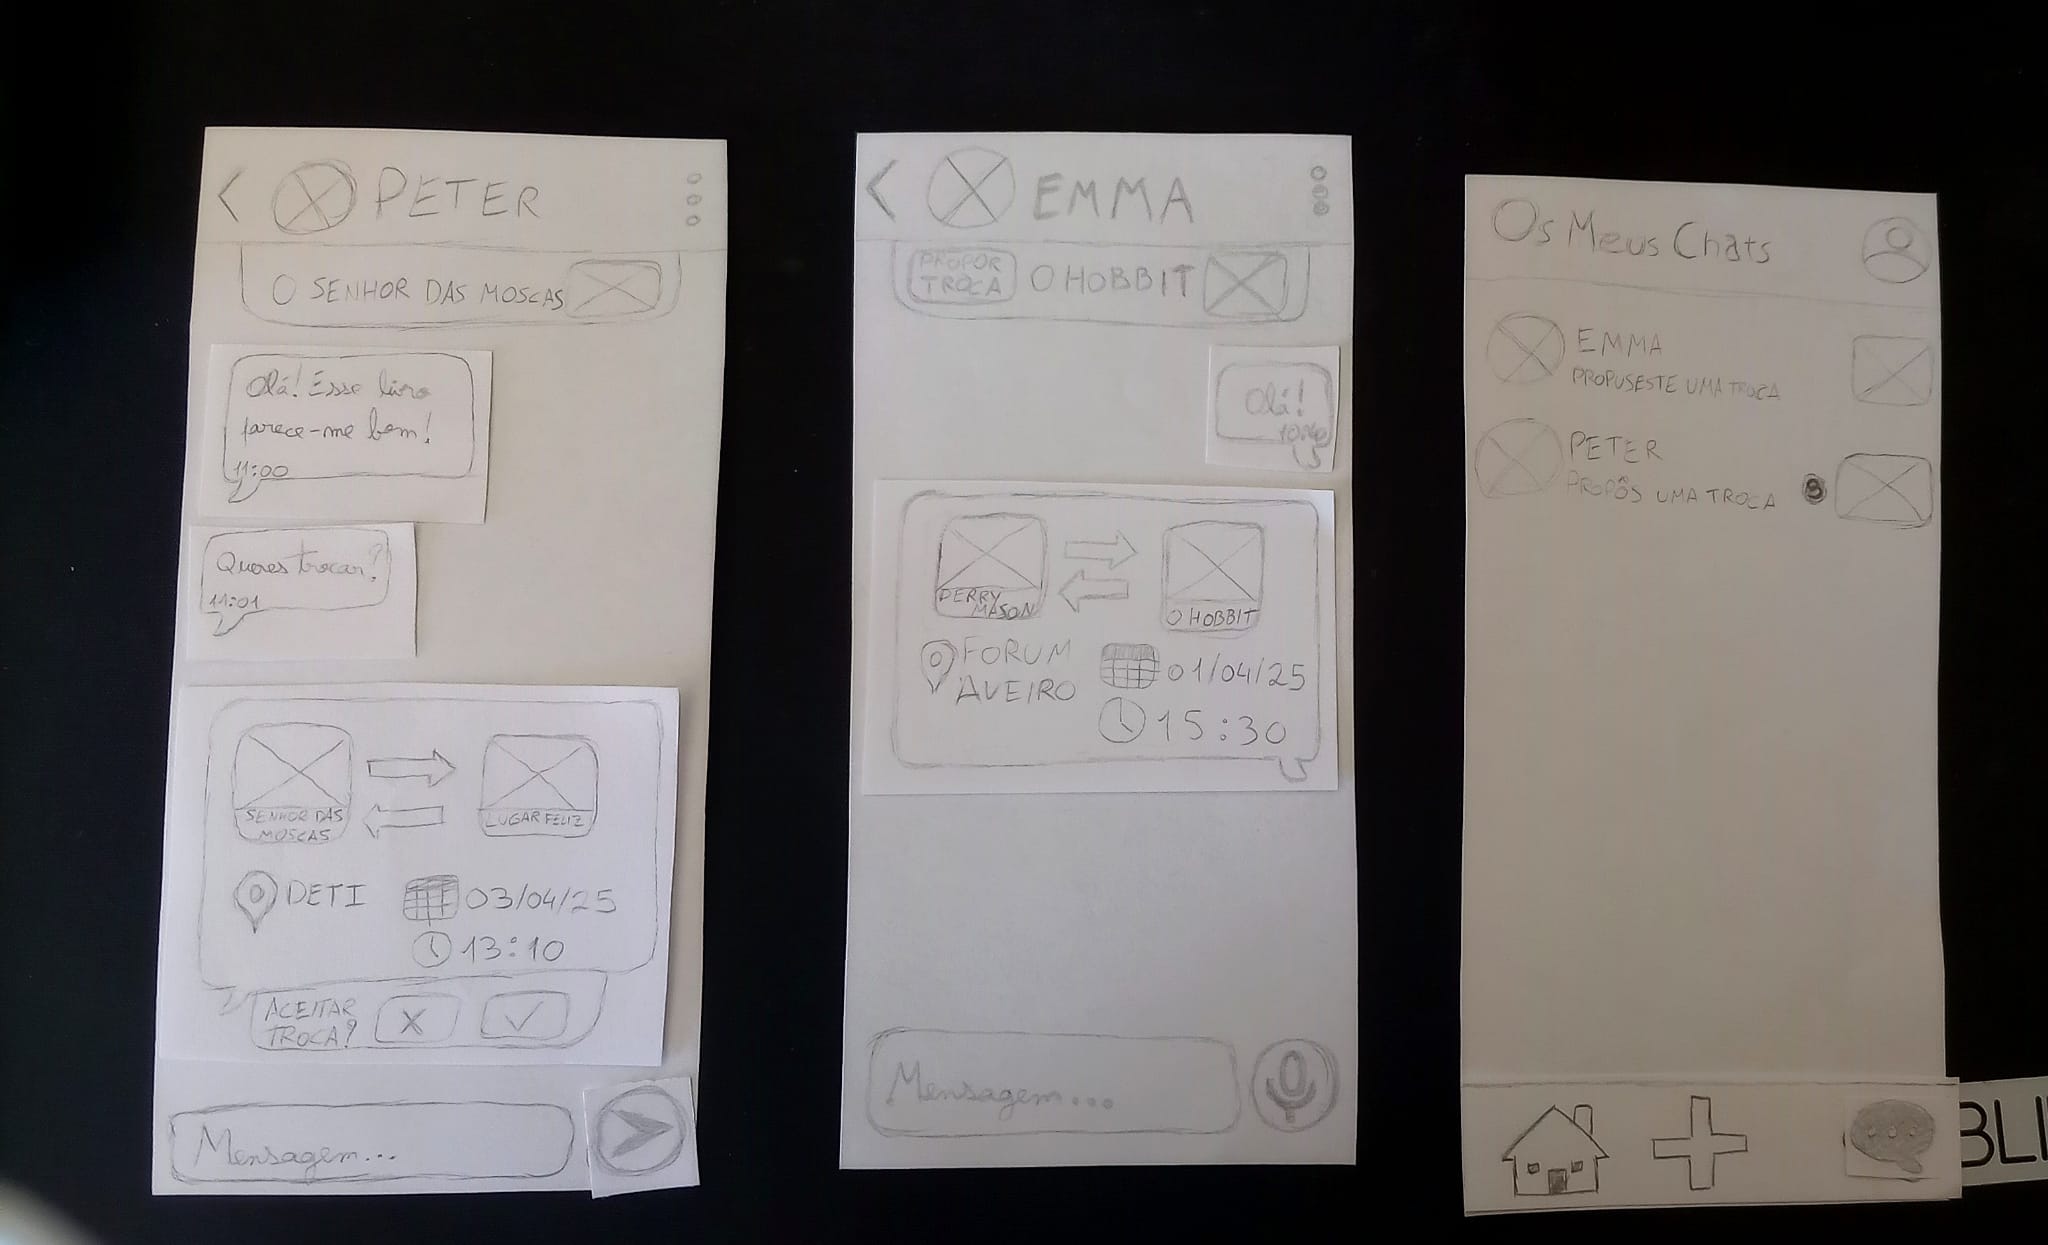 PETER
O SENHOR DAS MOSCAS
Olá! Esse livro
parece-me bom!
11:00
Queres trocar?
11:01
SENHOR DAS
MOSCAS
LUGAR FELIZ
DETI
03/04/25
13:10
ACEITAR
TROCA?
X
Mensagem...
EMMA
PROPOR
TROCA
O HOBBIT
Olá!
10:40
PERRY
MASON
O HOBBIT
FORUM
AVEIRO
01/04/25
15:30
Mensagem...
Os Meus Chats
EMMA
PROPUSESTE UMA TROCA
PETER
PROPÔS UMA TROCA
3
BLI